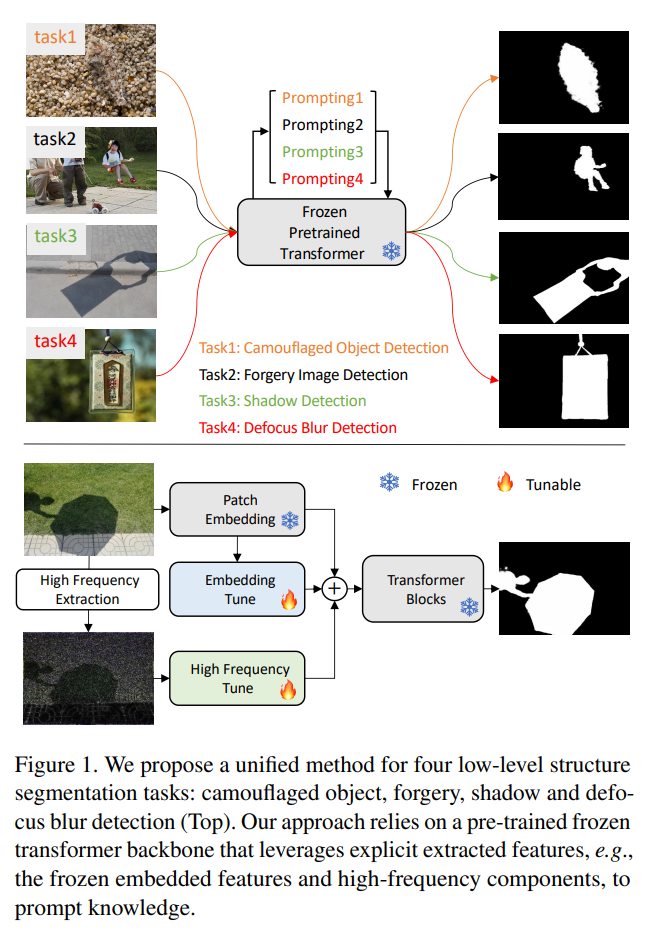 task1
task2
task3
task4
Prompting1
Prompting2
Prompting3
Prompting4
Frozen
Pretrained
Transformer
Task1: Camouflaged Object Detection
Task2: Forgery Image Detection
Task3: Shadow Detection
Task4: Defocus Blur Detection
Frozen
Tunable
Patch
Embedding
High Frequency
Extraction
Embedding
Tune
Transformer
Blocks
High Frequency
Tune
Figure 1. We propose a unified method for four low-level structure
segmentation tasks: camouflaged object, forgery, shadow and defo-
cus blur detection (Top). Our approach relies on a pre-trained frozen
transformer backbone that leverages explicit extracted features, e.g.,
the frozen embedded features and high-frequency components, to
prompt knowledge.